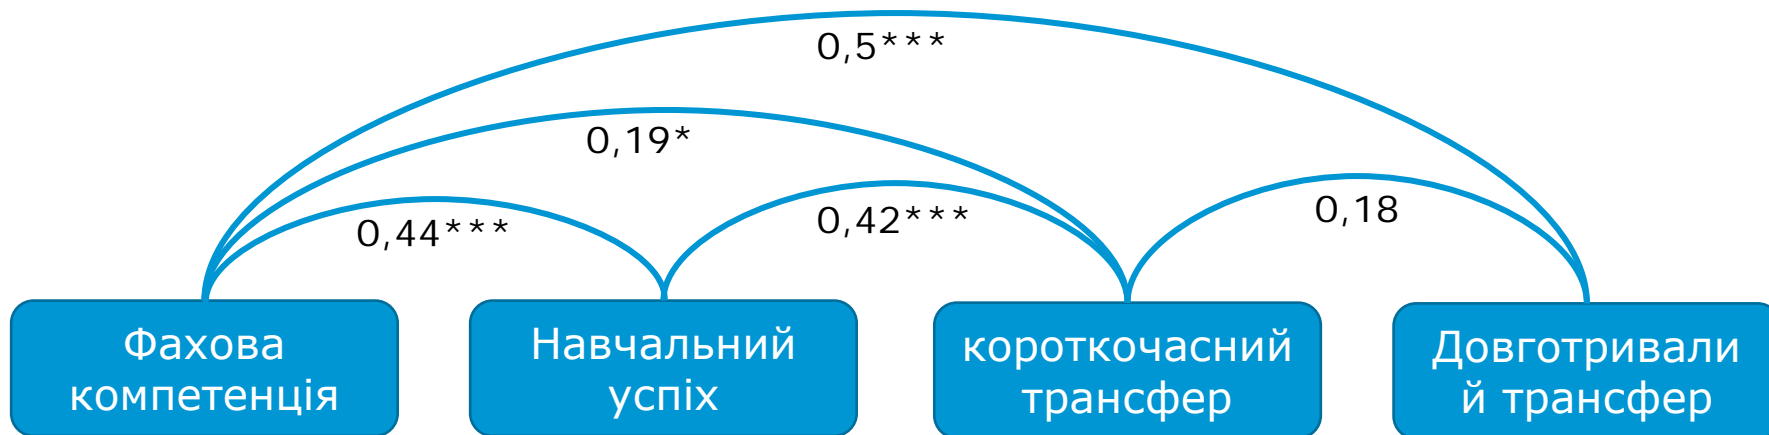 0,5***
0,19*
0,44***
0,42***
0,18
Фахова
компетенція
Навчальний
успіх
короткочасний
трансфер
Довготривали
й трансфер